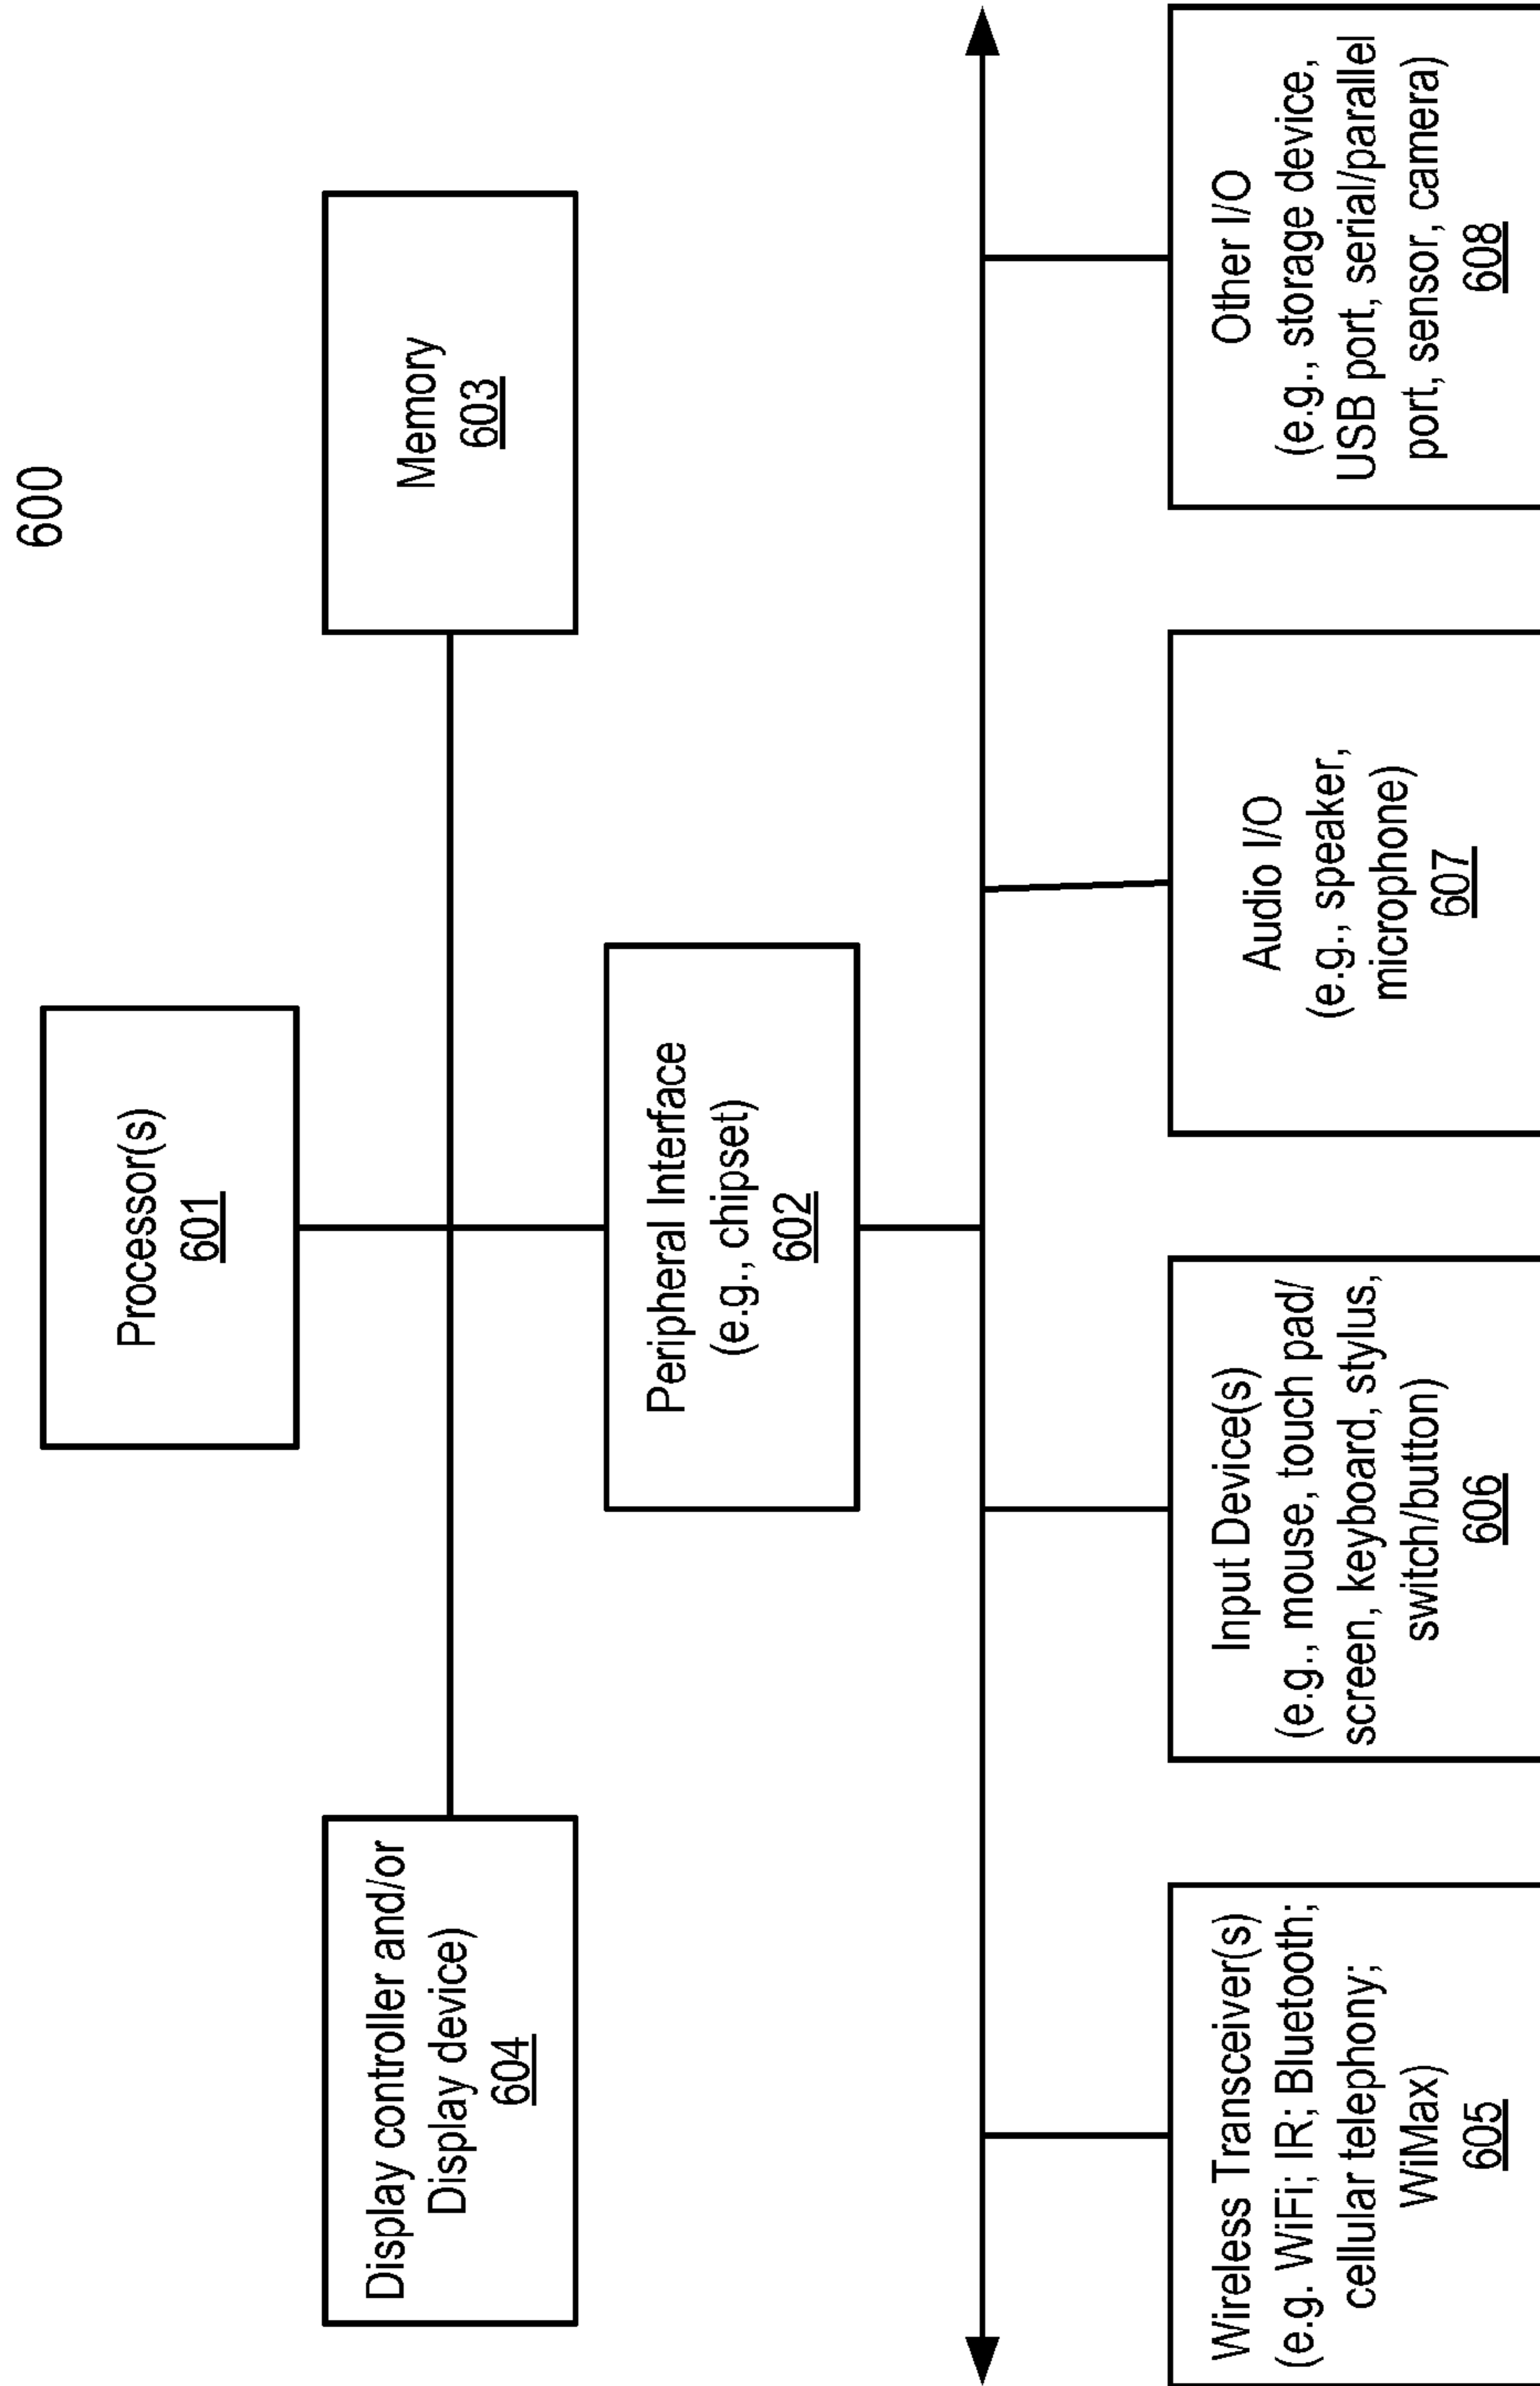 600
Processor(s)
601
Display controller and/or
Display device)
604
Memory
603
Peripheral Interface
(e.g., chipset)
602
Wireless Transceiver(s)
(e.g. WiFi; IR; Bluetooth;
cellular telephony;
WiMax)
605
Input Device(s)
(e.g., mouse, touch pad/
screen, keyboard, stylus,
switch/button)
606
Audio I/O
(e.g., speaker,
microphone)
607
Other I/O
(e.g., storage device,
USB port, serial/parallel
port, sensor, camera)
608